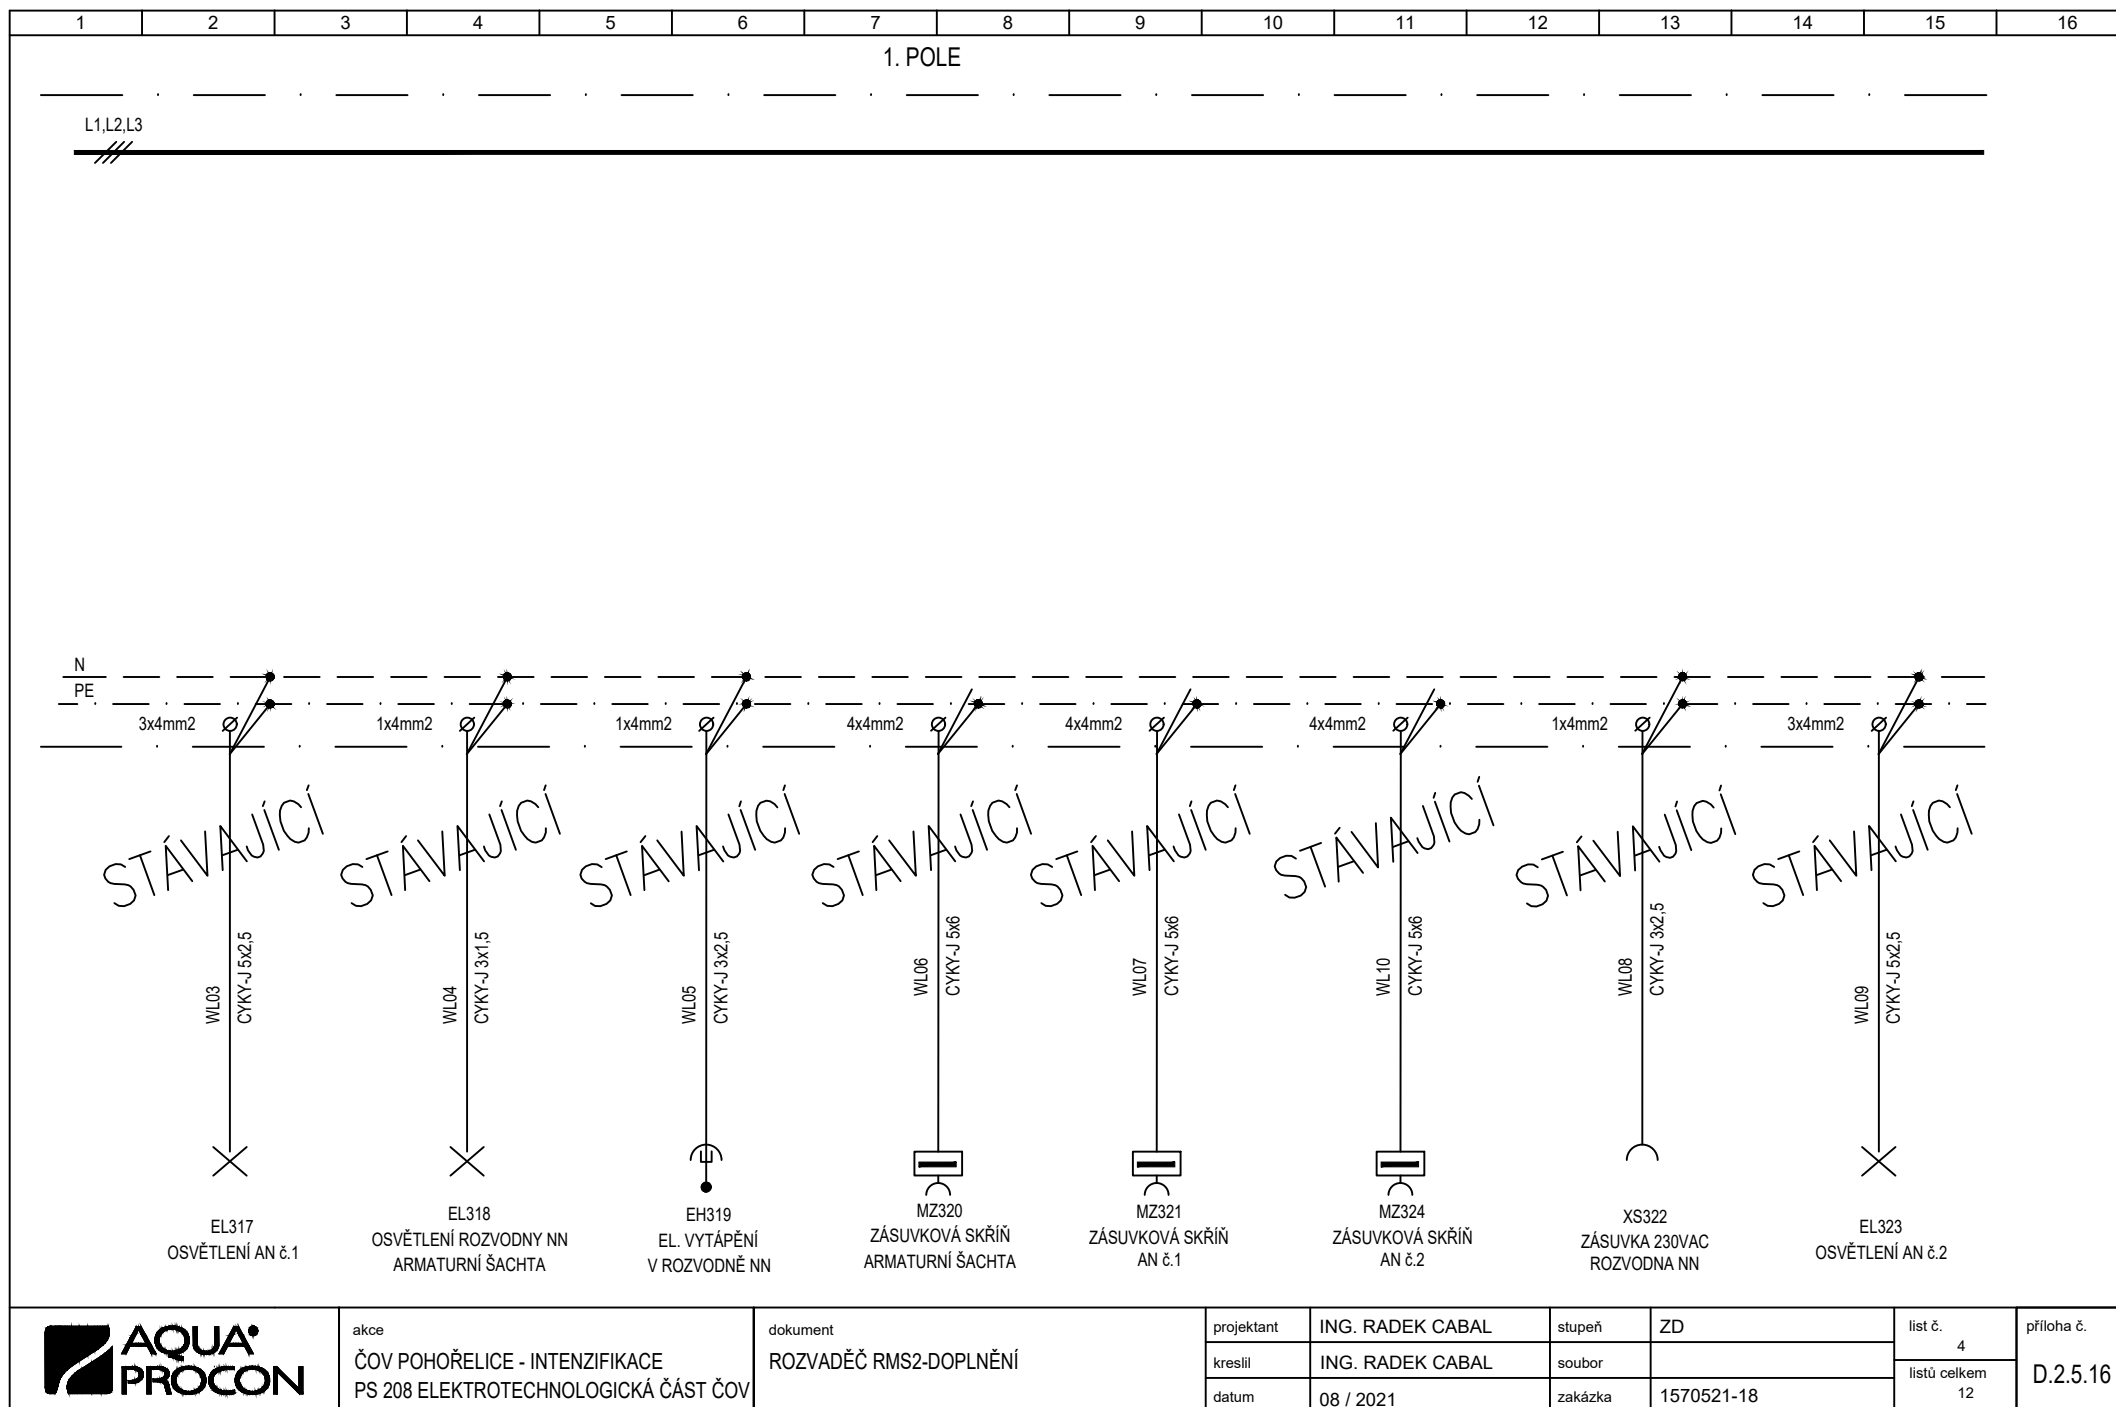 1 2 3 4 5 6 7 8 9 10 11 12 13 14 15 16
1. POLE
L1,L2,L3
N
PE
3x4mm2 1x4mm2 1x4mm2 4x4mm2 4x4mm2 4x4mm2 1x4mm2 3x4mm2
STÁVAJÍCÍ STÁVAJÍCÍ STÁVAJÍCÍ STÁVAJÍCÍ STÁVAJÍCÍ STÁVAJÍCÍ STÁVAJÍCÍ STÁVAJÍCÍ
WL03
CYKY-J 5x2,5
WL04
CYKY-J 3x1,5
WL05
CYKY-J 3x2,5
WL06
CYKY-J 5x6
WL07
CYKY-J 5x6
WL10
CYKY-J 5x6
WL08
CYKY-J 3x2,5
WL09
CYKY-J 5x2,5
EL317
OSVĚTLENÍ AN č.1
EL318
OSVĚTLENÍ ROZVODNY NN
ARMATURNÍ ŠACHTA
EH319
EL. VYTÁPĚNÍ
V ROZVODNĚ NN
MZ320
ZÁSUVKOVÁ SKŘÍŇ
ARMATURNÍ ŠACHTA
MZ321
ZÁSUVKOVÁ SKŘÍŇ
AN č.1
MZ324
ZÁSUVKOVÁ SKŘÍŇ
AN č.2
XS322
ZÁSUVKA 230VAC
ROZVODNA NN
EL323
OSVĚTLENÍ AN č.2
AQUA
PROCON
akce
ČOV POHOŘELICE - INTENZIFIKACE
PS 208 ELEKTROTECHNOLOGICKÁ ČÁST ČOV
dokument
ROZVADĚČ RMS2-DOPLNĚNÍ
projektant ING. RADEK CABAL
kreslil ING. RADEK CABAL
datum 08 / 2021
stupeň ZD
soubor
zakázka 1570521-18
list č.
4
listů celkem
12
příloha č.
D.2.5.16